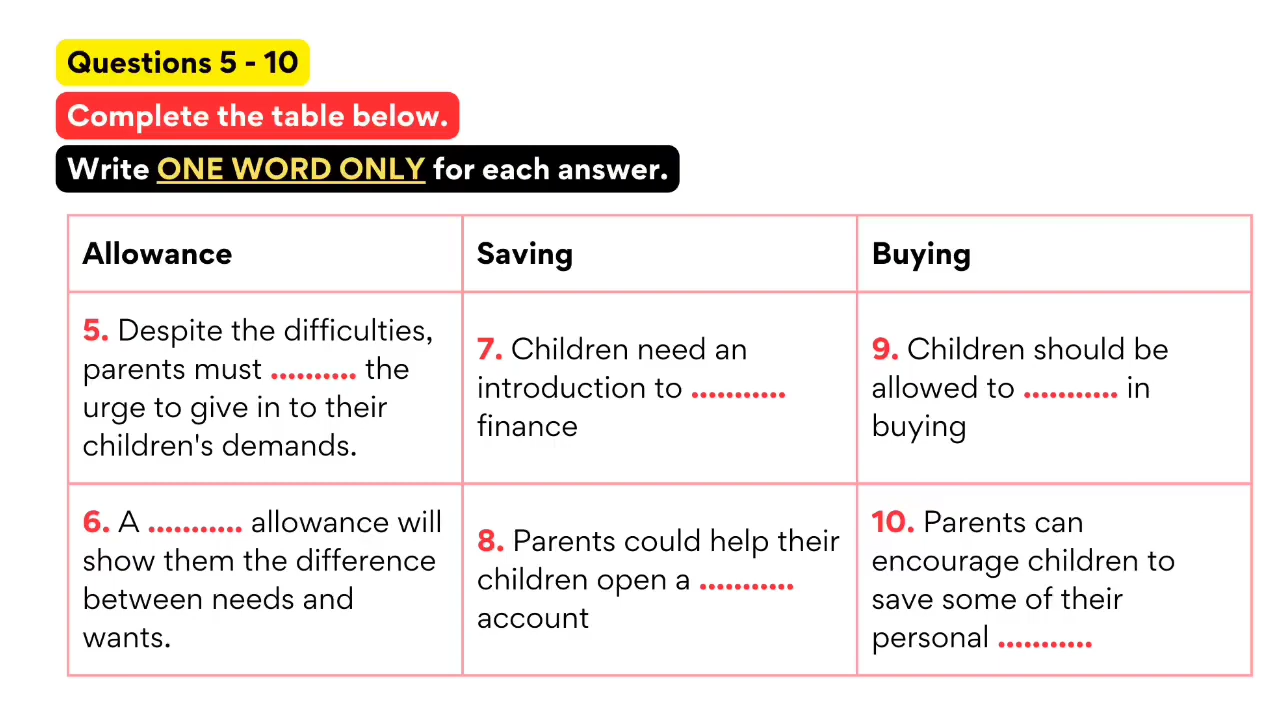 Questions 5 - 10
Complete the table below.
Write ONE WORD ONLY for each answer.
Allowance
Saving
Buying
5. Despite the difficulties,
parents must .......... the
urge to give in to their
children's demands.
7. Children need an
introduction to ...........
finance
9. Children should be
allowed to ........... in
buying
6. A ........... allowance will
show them the difference
between needs and
wants.
8. Parents could help their
children open a ...........
account
10. Parents can
encourage children to
save some of their
personal ...........